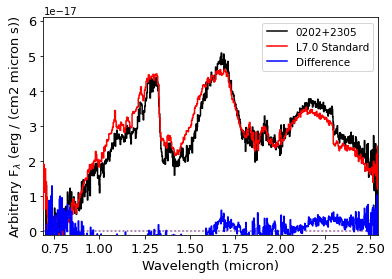 1e−17
6
5
4
3
2
1
0
Arbitrary Fλ (erg / (cm2 micron s))
0202+2305
L7.0 Standard
Difference
0.75 1.00 1.25 1.50 1.75 2.00 2.25 2.50
Wavelength (micron)